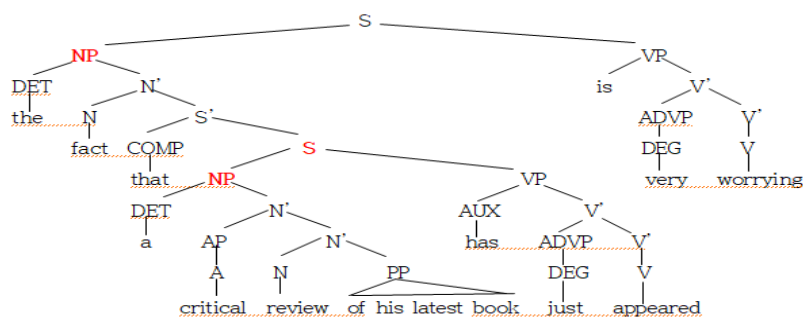 S
NP VP
DET N' is V'
the N S' ADVP V'
fact COMP S DEG V
that NP VP very worrying
DET N' AUX V'
a AP N' has ADVP V'
A N PP DEG V
critical review of his latest book just appeared